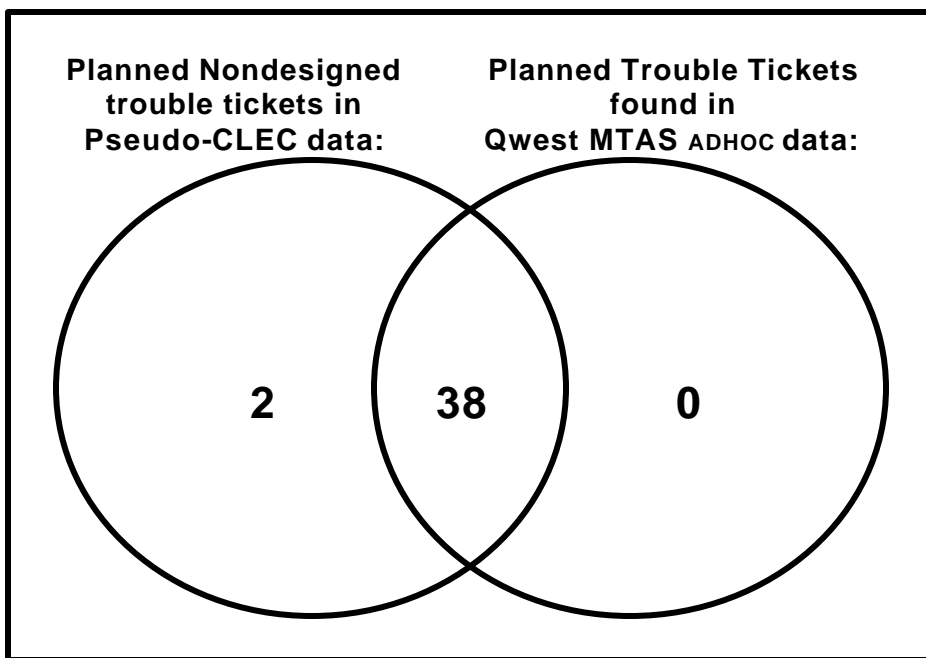 Planned Nondesigned
trouble tickets in
Pseudo-CLEC data:
Planned Trouble Tickets
found in
Qwest MTAS ADHOC data:
2
38
0